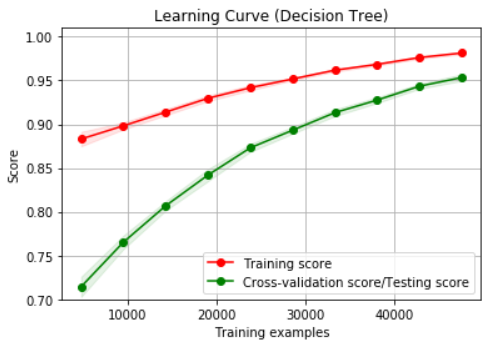 Learning Curve (Decision Tree)
1.00
0.95
0.90
0.85
0.80
0.75
0.70
Score
Training score
Cross-validation score/Testing score
10000 20000 30000 40000
Training examples